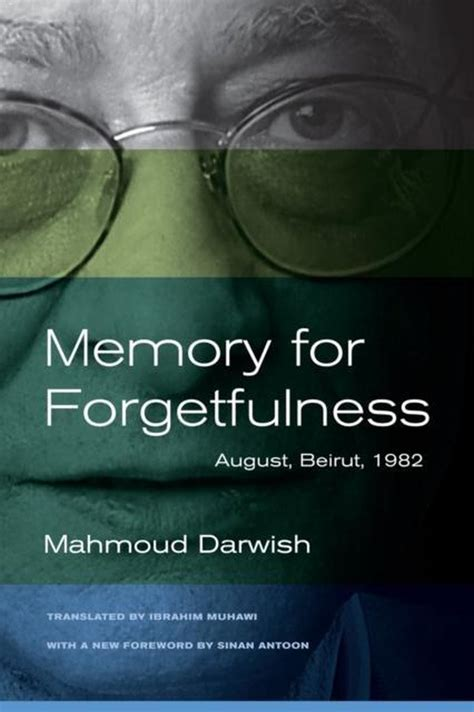 Memory for
Forgetfulness
August, Beirut, 1982
Mahmoud Darwish
TRANSLATED BY IBRAHIM MUHAWI
WITH A NEW FOREWORD BY SINAN ANTOON